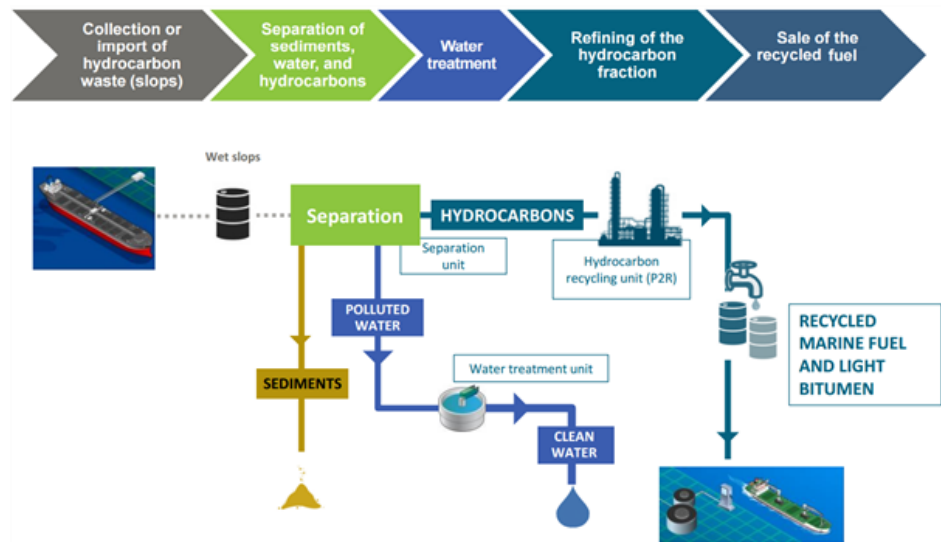 Collection or
import of
hydrocarbon
waste (slops)
Separation of
sediments,
water, and
hydrocarbons
Water
treatment
Refining of the
hydrocarbon
fraction
Sale of the
recycled fuel
Wet slops
Separation
HYDROCARBONS
Separation
unit
Hydrocarbon
recycling unit (P2R)
POLLUTED
WATER
RECYCLED
MARINE FUEL
AND LIGHT
BITUMEN
Water treatment unit
SEDIMENTS
CLEAN
WATER